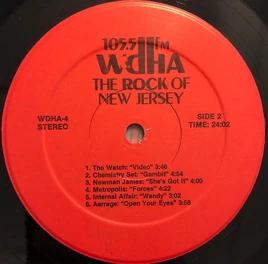 105.5 FM
WDHA
THE ROCK OF
NEW JERSEY
WDHA-4
STEREO
SIDE 2
TIME: 24:02
1. The Watch: "Video" 3:46
2. Chemistry Set: "Gambit" 4:54
3. Newman James: "She's Got It" 4:00
4. Metropolis: "Forces" 4:22
5. Internal Affair: "Wendy" 3:02
6. Aerrage: "Open Your Eyes" 3:58